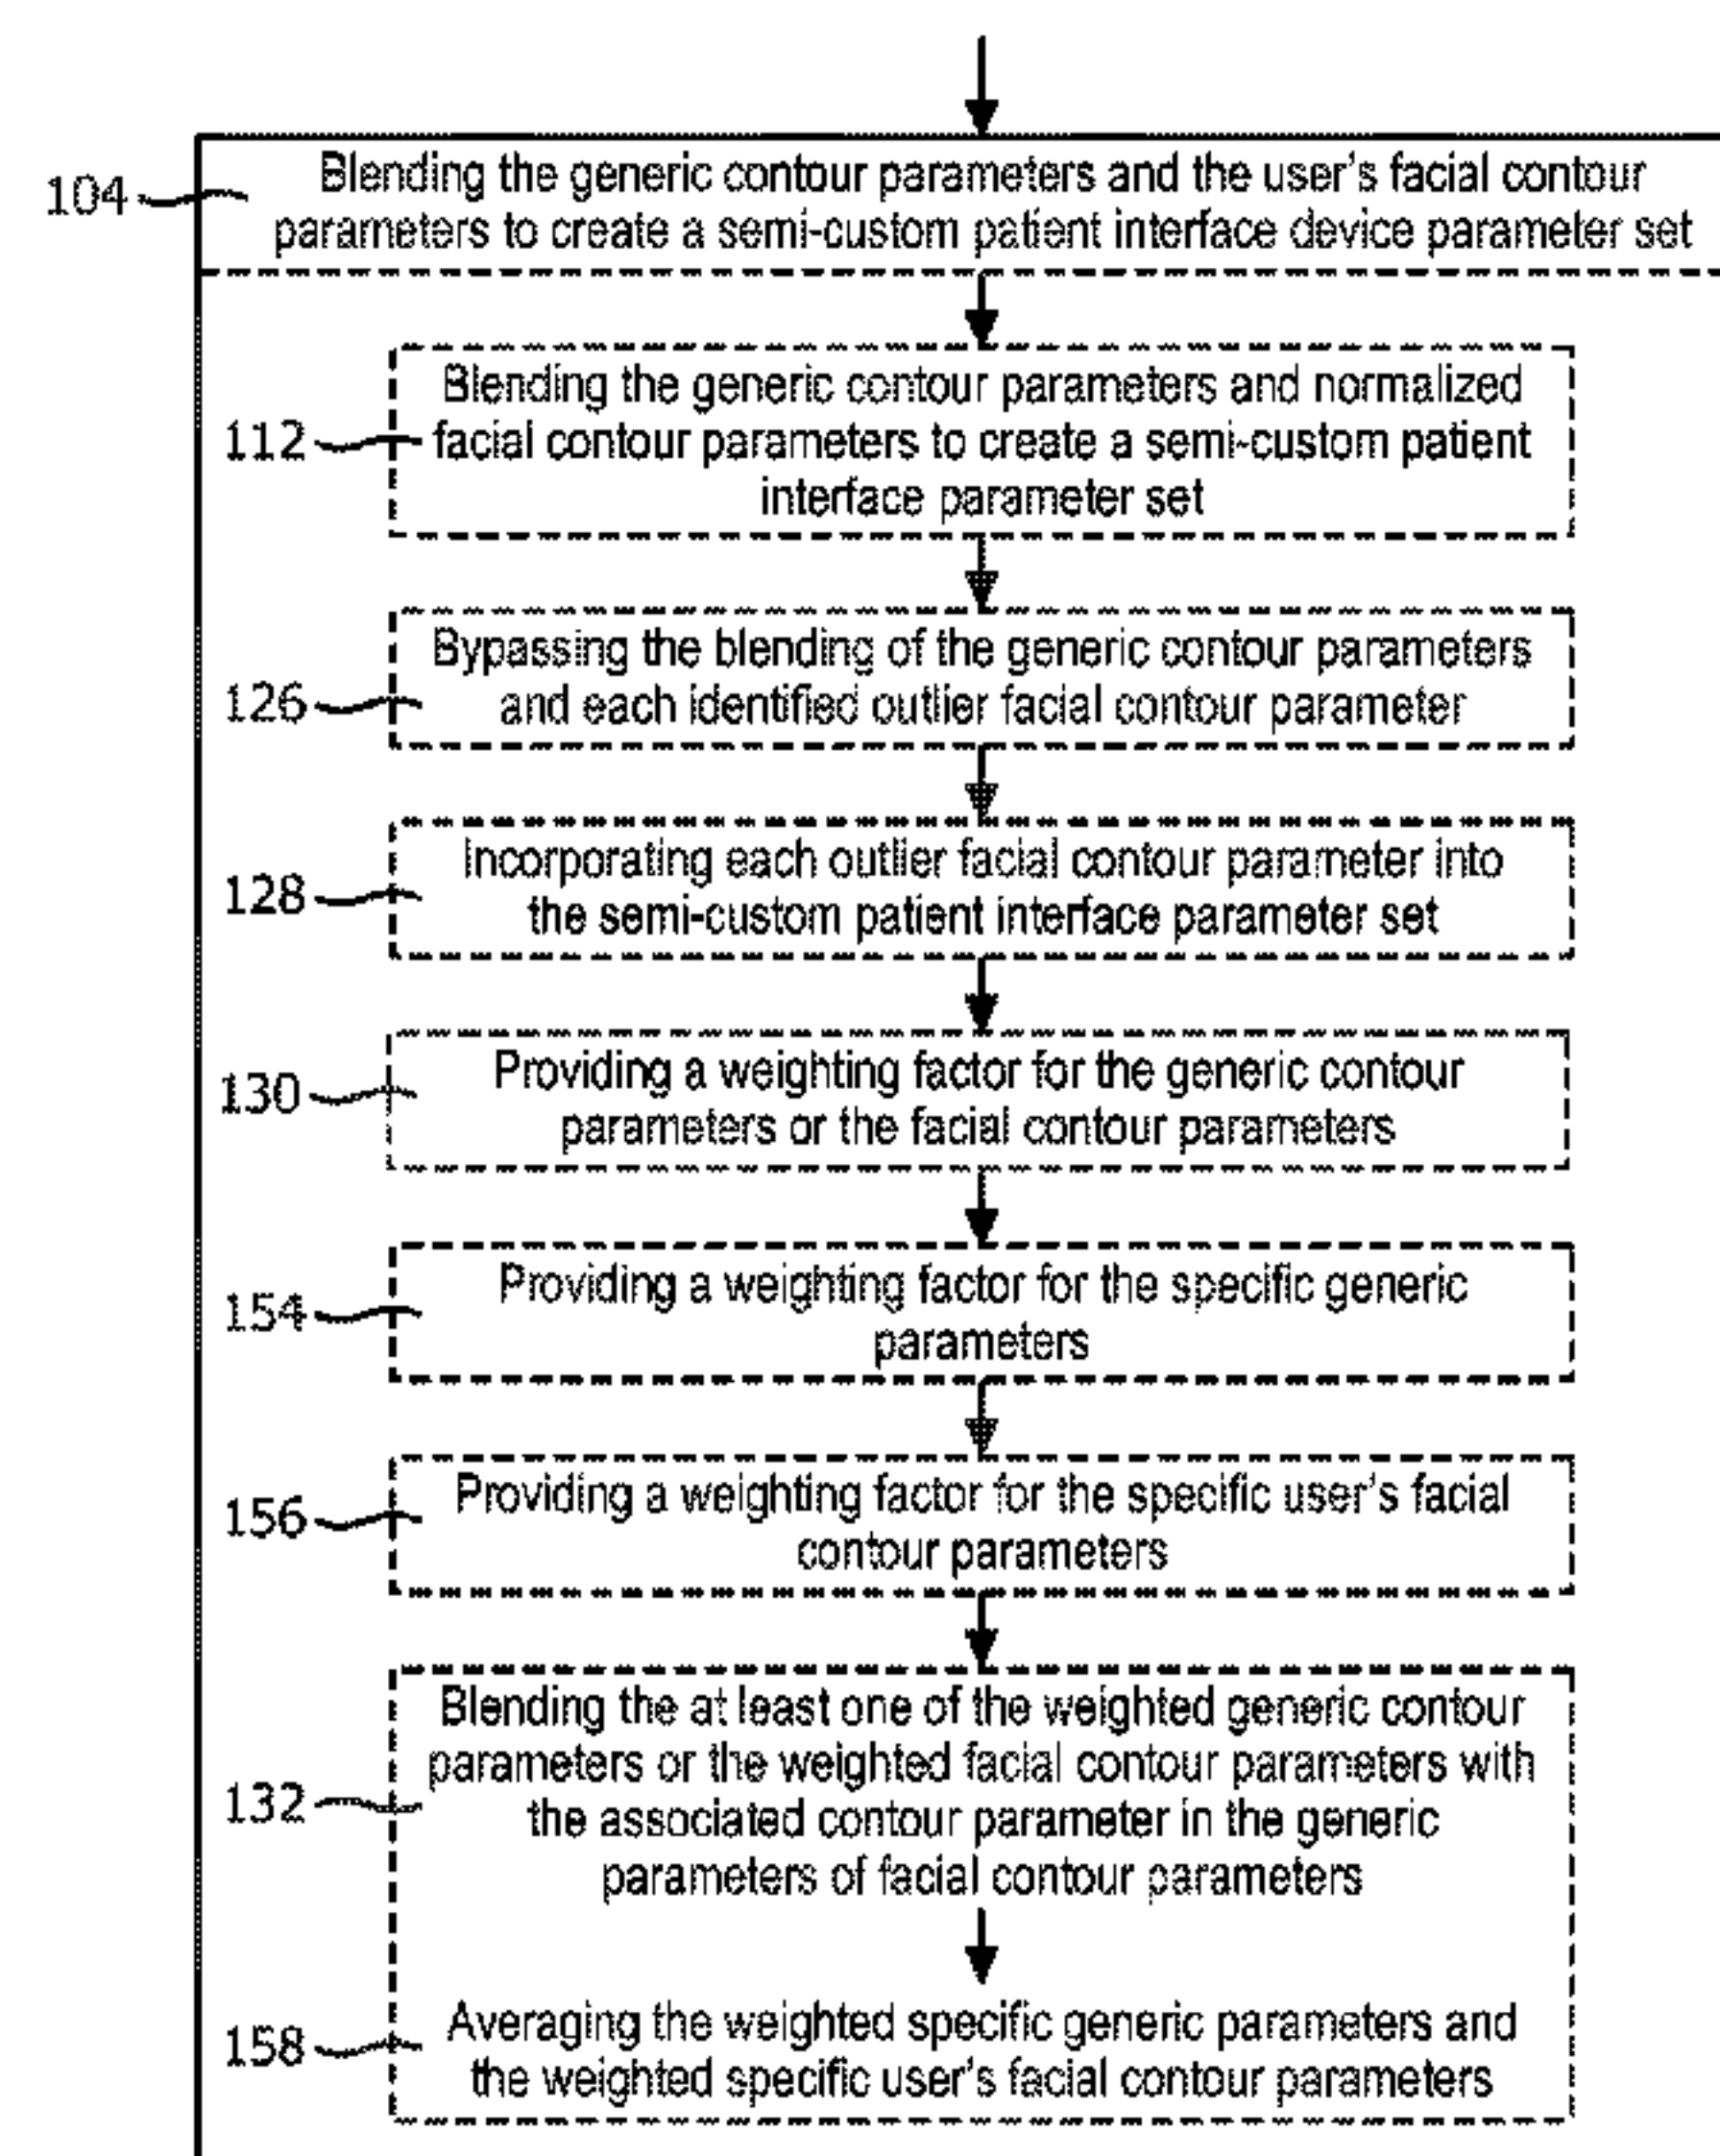 104
Blending the generic contour parameters and the user's facial contour
parameters to create a semi-custom patient interface device parameter set
Blending the generic contour parameters and normalized
112
facial contour parameters to create a semi-custom patient
interface parameter set
Bypassing the blending of the generic contour parameters
126
and each identified outlier facial contour parameter
Incorporating each outlier facial contour parameter into
128
the semi-custom patient interface parameter set
130
Providing a weighting factor for the generic contour
parameters or the facial contour parameters
154
Providing a weighting factor for the specific generic
parameters
156
Providing a weighting factor for the specific user's facial
contour parameters
Blending the at least one of the weighted generic contour
parameters or the weighted facial contour parameters with
132
the associated contour parameter in the generic
parameters of facial contour parameters
158
Averaging the weighted specific generic parameters and
the weighted specific user's facial contour parameters